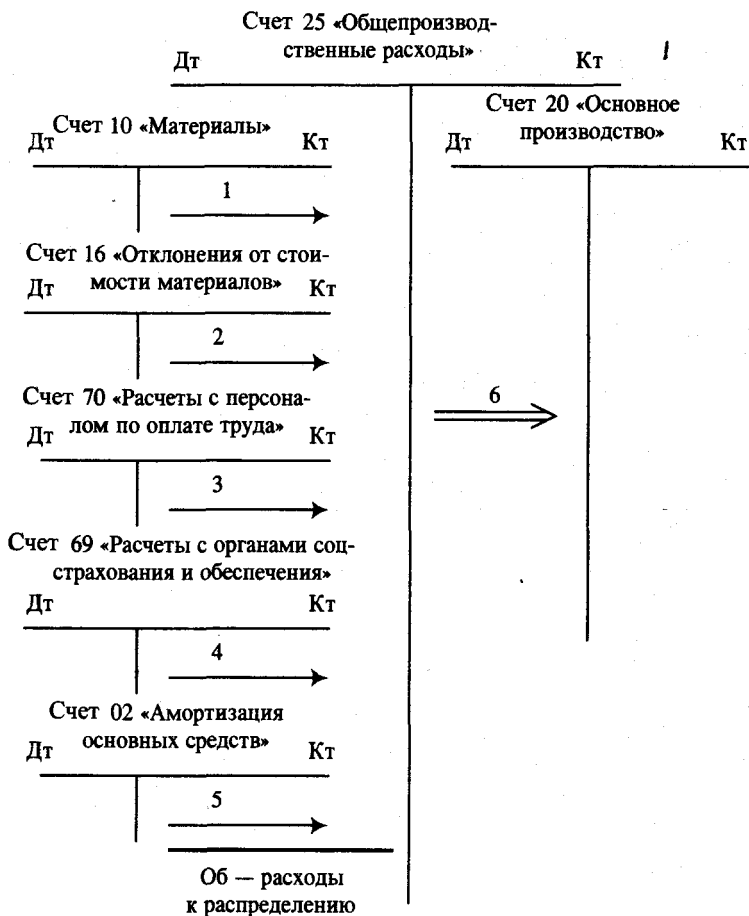 Счет 25 «Общепроизвод-
ственные расходы»
Дт Кт
Счет 10 «Материалы»
Дт Кт
1
Счет 16 «Отклонения от стои-
мости материалов»
Дт Кт
2
Счет 70 «Расчеты с персона-
лом по оплате труда»
Дт Кт
3
Счет 69 «Расчеты с органами соц-
страхования и обеспечения»
Дт Кт
4
Счет 02 «Амортизация
основных средств»
Дт Кт
5
Об — расходы
к распределению
6
Счет 20 «Основное
производство»
Дт Кт